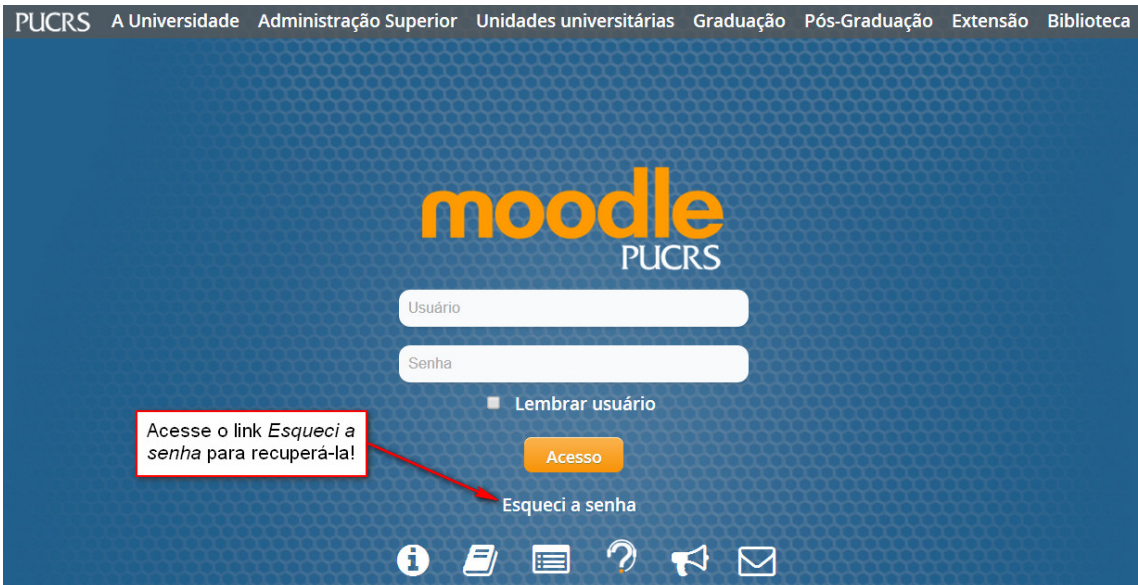 PUCRS A Universidade Administração Superior Unidades universitárias Graduação Pós-Graduação Extensão Biblioteca
moodle
PUCRS
Usuário
Senha
Lembrar usuário
Acesse o link Esqueci a
senha para recuperá-la!
Acesso
Esqueci a senha